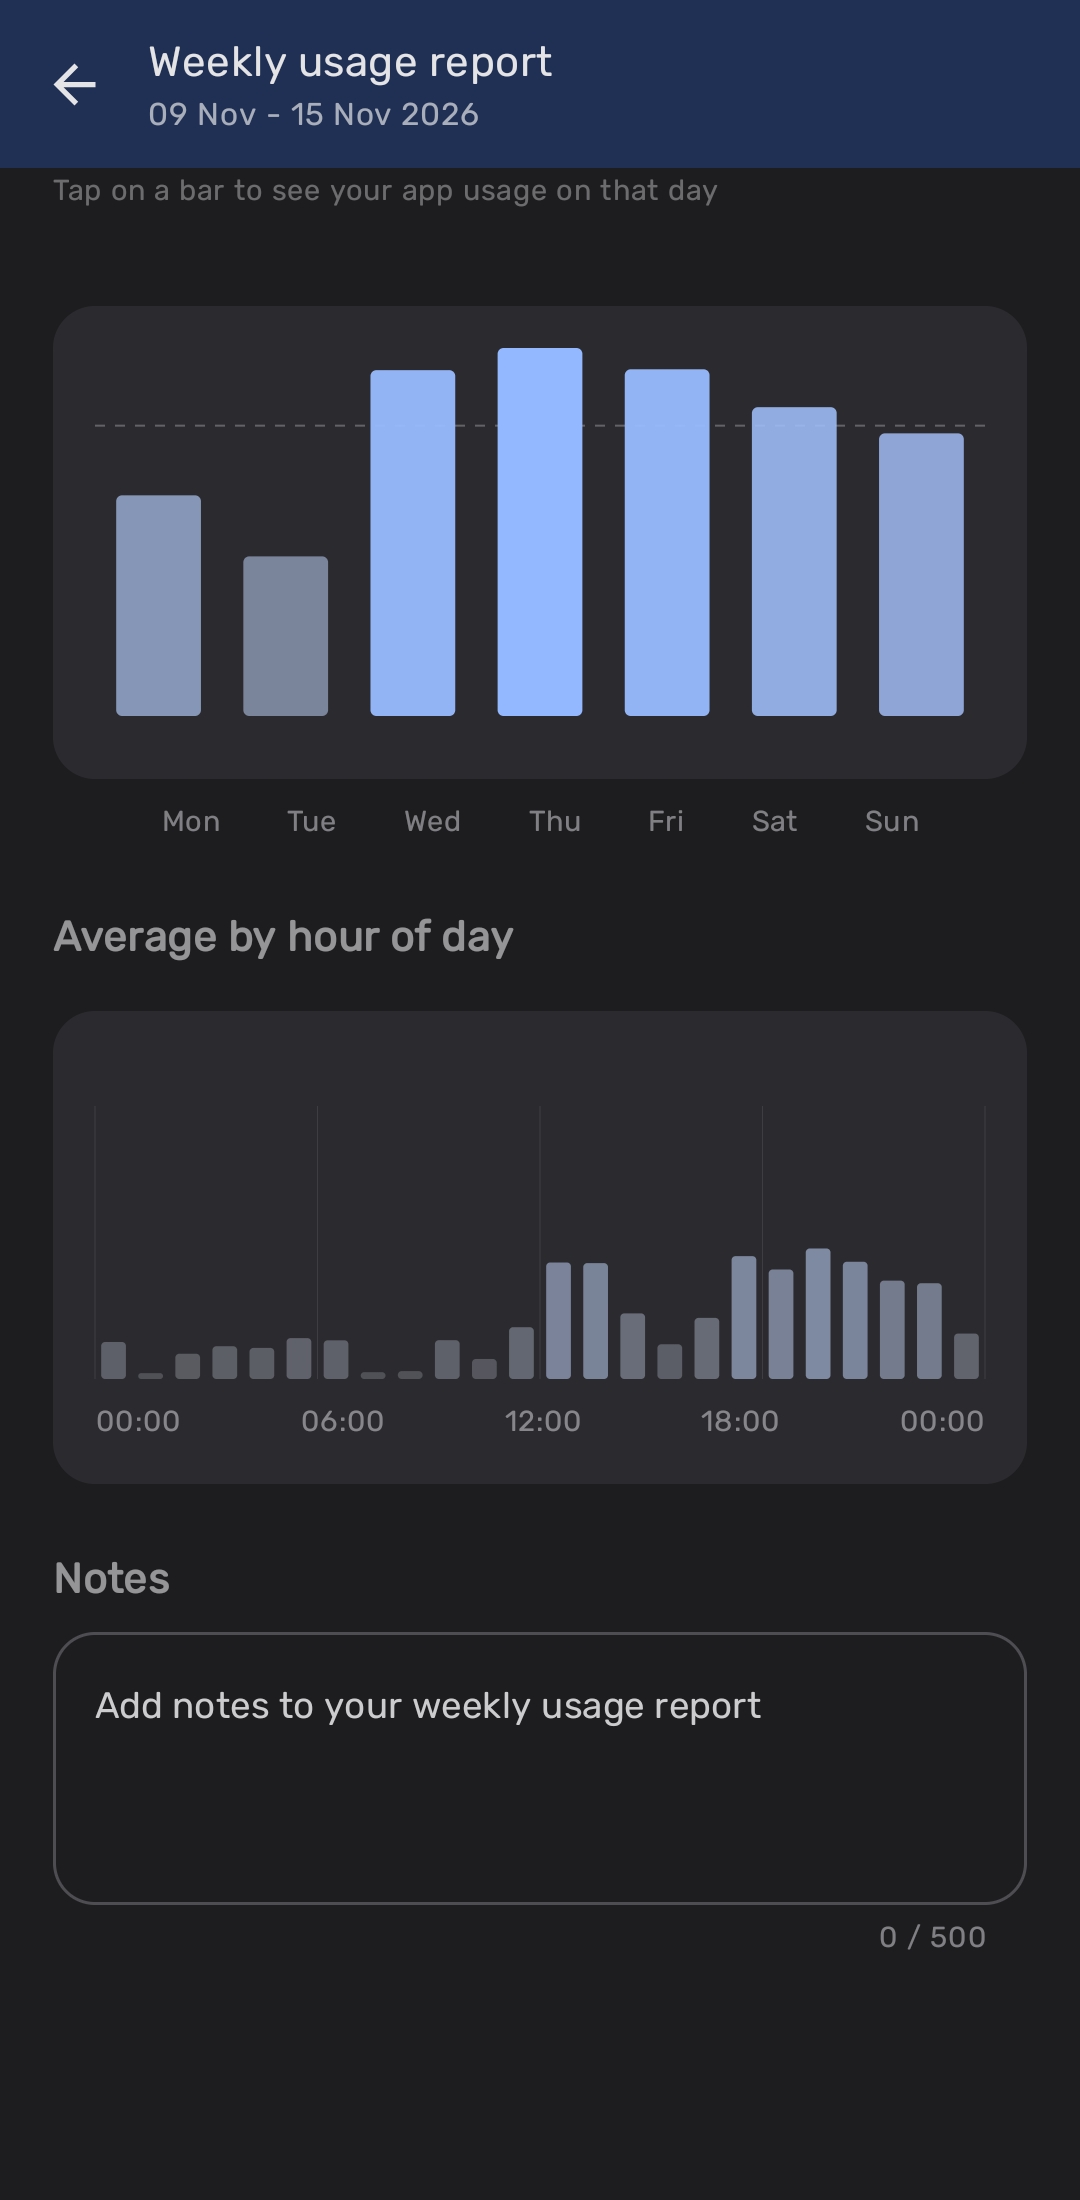 Weekly usage report
09 Nov - 15 Nov 2026
Tap on a bar to see your app usage on that day
Mon Tue Wed Thu Fri Sat Sun
Average by hour of day
00:00 06:00 12:00 18:00 00:00
Notes
Add notes to your weekly usage report
0 / 500